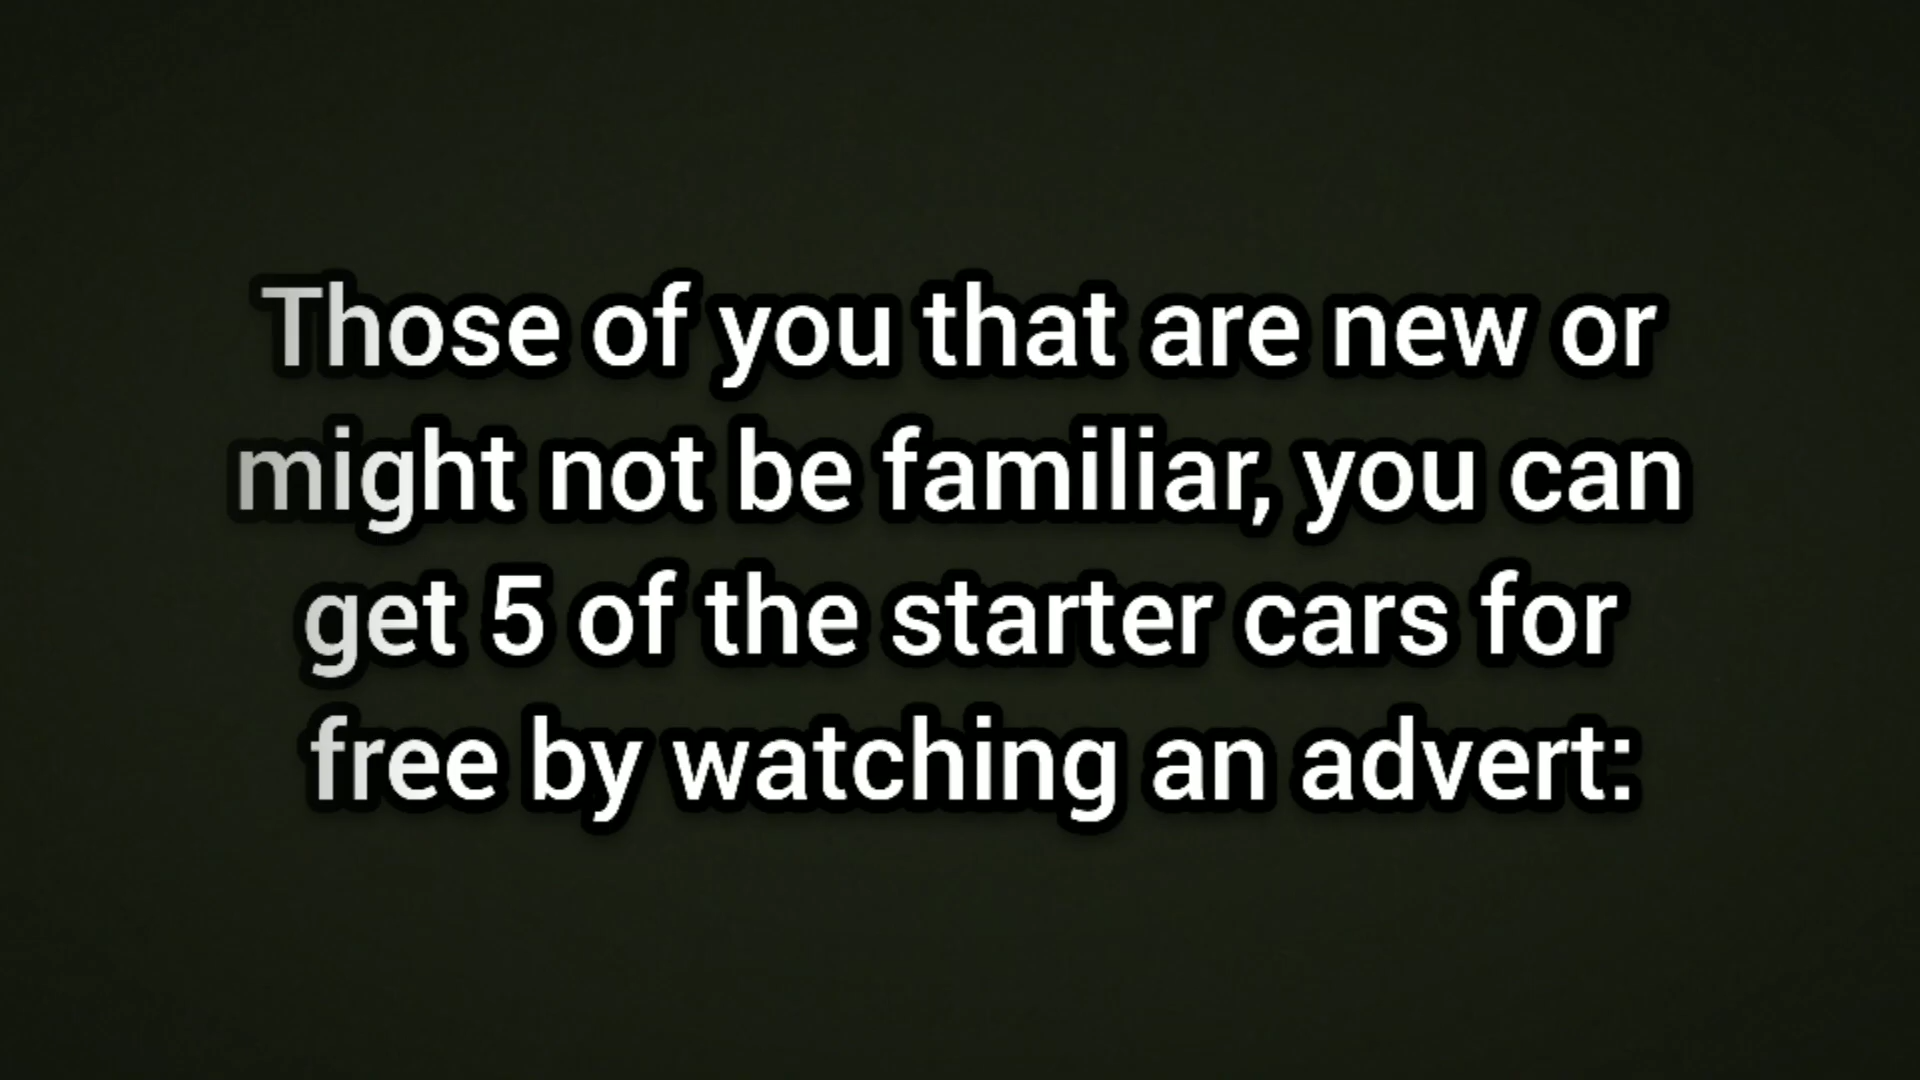 Those of you that are new or
might not be familiar, you can
get 5 of the starter cars for
free by watching an advert: